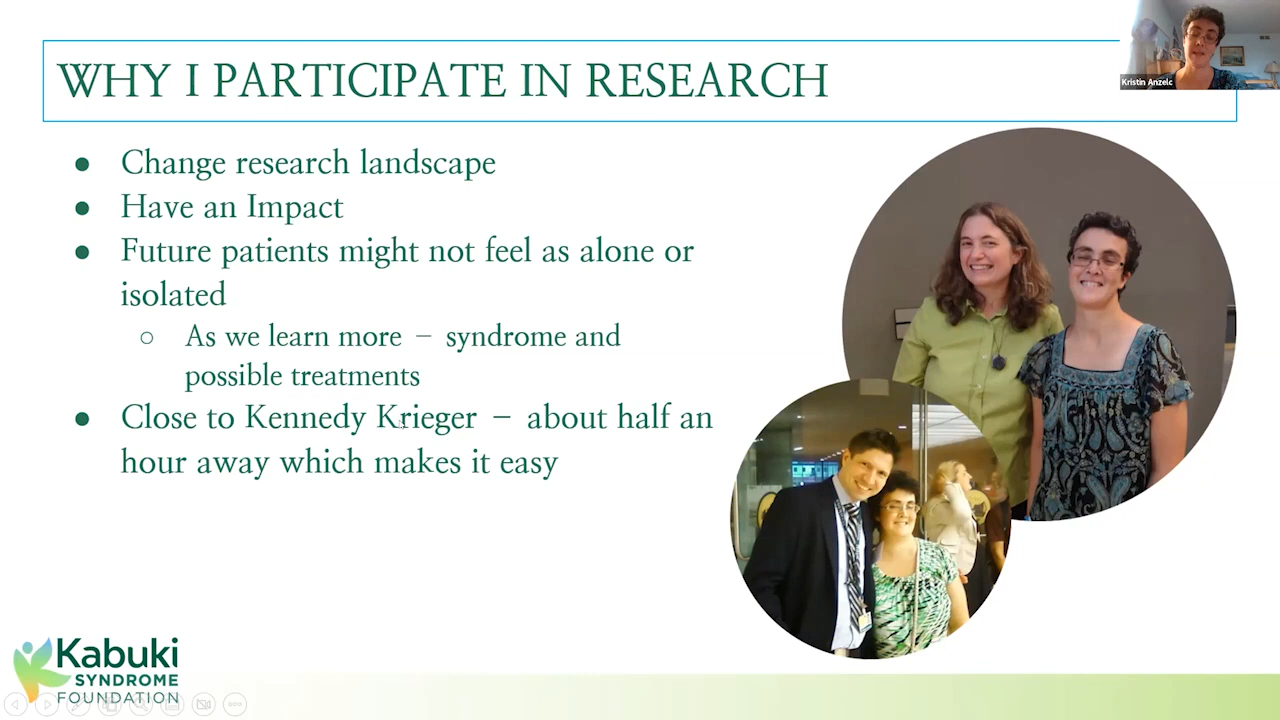 WHY I PARTICIPATE IN RESEARCH
Kristin Anzelc
● Change research landscape
● Have an Impact
● Future patients might not feel as alone or
isolated
○ As we learn more – syndrome and
possible treatments
● Close to Kennedy Krieger – about half an
hour away which makes it easy
Kabuki
SYNDROME
FOUNDATION